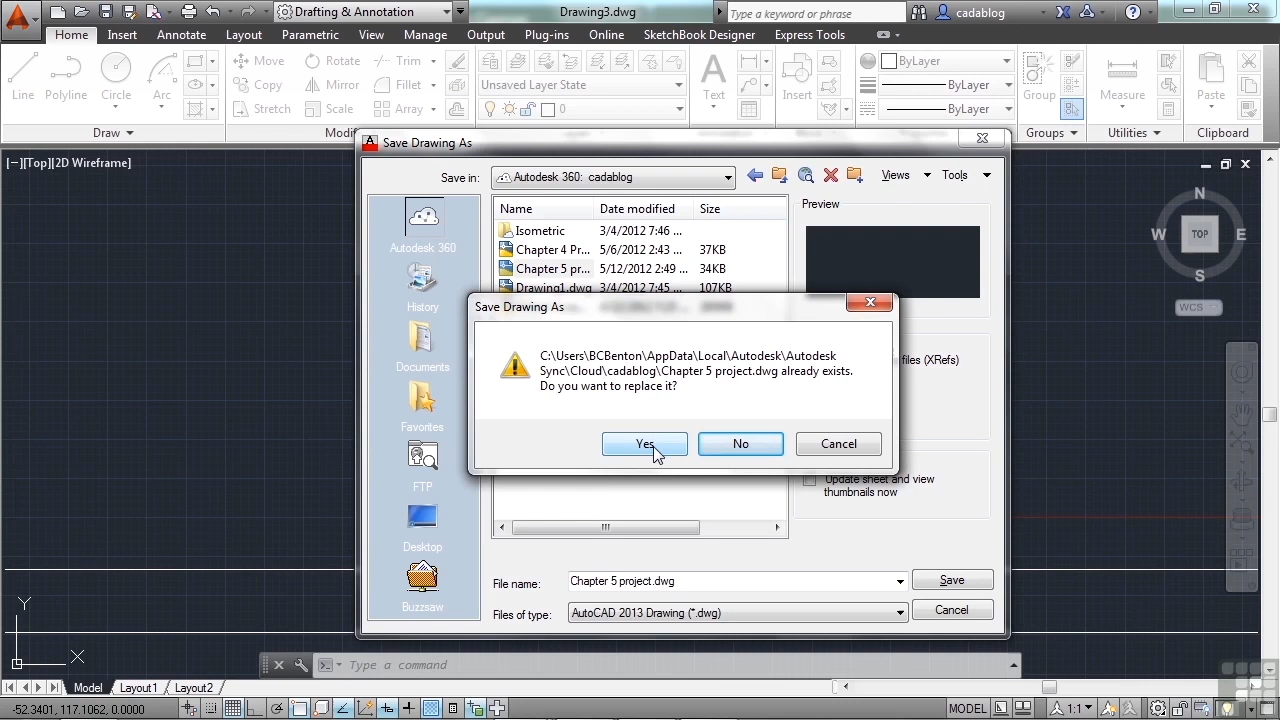 Drafting & Annotation
Drawing3.dwg
Type a keyword or phrase
cadablog
Home Insert Annotate Layout Parametric View Manage Output Plug-ins Online SketchBook Designer Express Tools
Line
Polyline
Circle
Arc
Move
Rotate
Trim
Copy
Mirror
Fillet
Stretch
Scale
Array
Unsaved Layer State
0
Text
Insert
ByLayer
ByLayer
ByLayer
Group
Measure
Paste
Draw
Groups
Utilities
Clipboard
[−][Top][2D Wireframe]
Save Drawing As
Save in:
Autodesk 360: cadablog
Views
Tools
Autodesk 360
History
Documents
Favorites
FTP
Desktop
Buzzsaw
Name Date modified Size
Isometric 3/4/2012 7:46 ...
Chapter 4 Pr... 5/6/2012 2:43 ... 37KB
Chapter 5 pr... 5/12/2012 2:49 ... 34KB
Drawing1.dwg 3/4/2012 7:45 ... 107KB
Preview
files (XRefs)
Update sheet and view
thumbnails now
Save Drawing As
C:\Users\BCBenton\AppData\Local\Autodesk\Autodesk
Sync\Cloud\cadablog\Chapter 5 project.dwg already exists.
Do you want to replace it?
Yes
No
Cancel
File name:
Chapter 5 project.dwg
Save
Files of type:
AutoCAD 2013 Drawing (*.dwg)
Cancel
N
W
TOP
E
S
WCS
Y
X
Type a command
Model Layout1 Layout2
-52.3401, 117.1062, 0.0000
MODEL
1:1